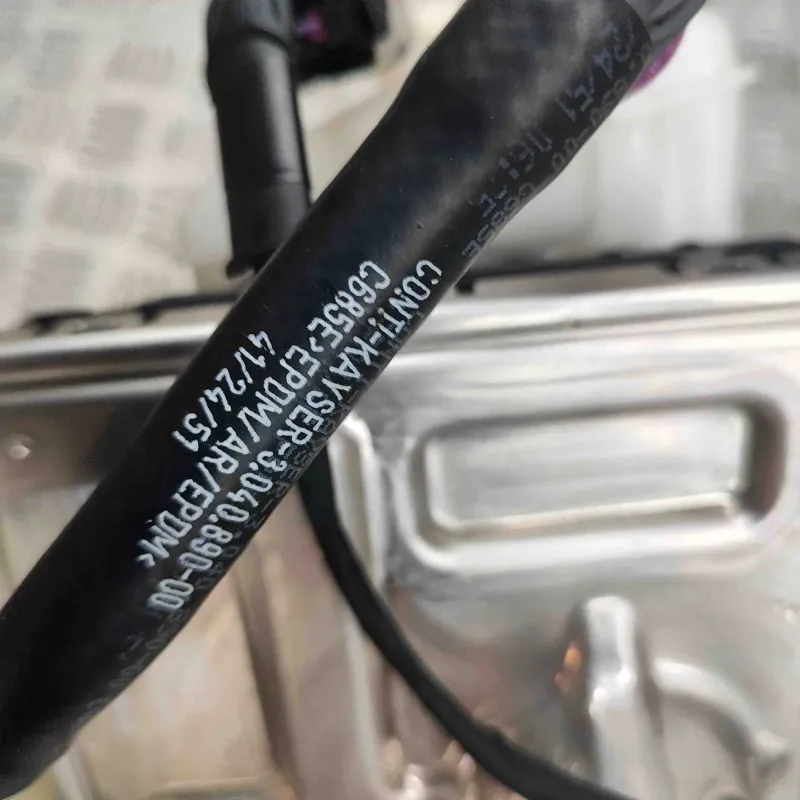 CONTI-KAYSER-3.040.890-00
C685E>EPDM/AR/EPDM<
41/24/51